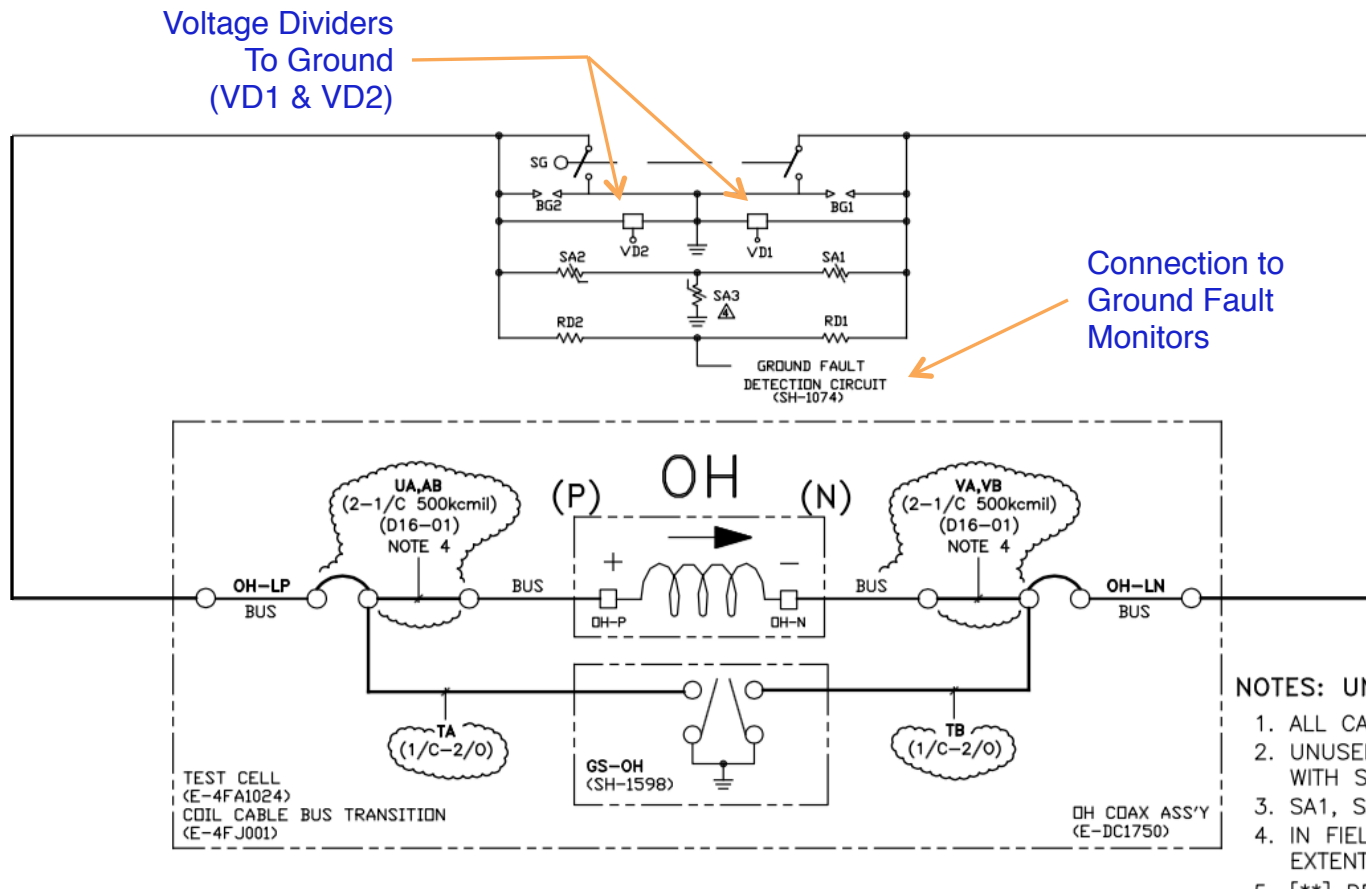 Voltage Dividers
To Ground
(VD1 & VD2)
SG
BG2
BG1
VD2
VD1
SA2
SA1
SA3
4
RD2
RD1
GROUND FAULT
DETECTION CIRCUIT
(SH-1074)
Connection to
Ground Fault
Monitors
OH
(P)
(N)
UA,AB
(2-1/C 500kcmil)
(D16-01)
NOTE 4
VA,VB
(2-1/C 500kcmil)
(D16-01)
NOTE 4
+
−
OH-LP
BUS
BUS
OH-P
OH-N
BUS
OH-LN
BUS
TA
(1/C-2/0)
TB
(1/C-2/0)
GS-OH
(SH-1598)
TEST CELL
(E-4FA1024)
COIL CABLE BUS TRANSITION
(E-4FJ001)
OH COAX ASS'Y
(E-DC1750)
NOTES:
1. ALL
2.
WITH
3. SA1,
4. IN
5. [**]